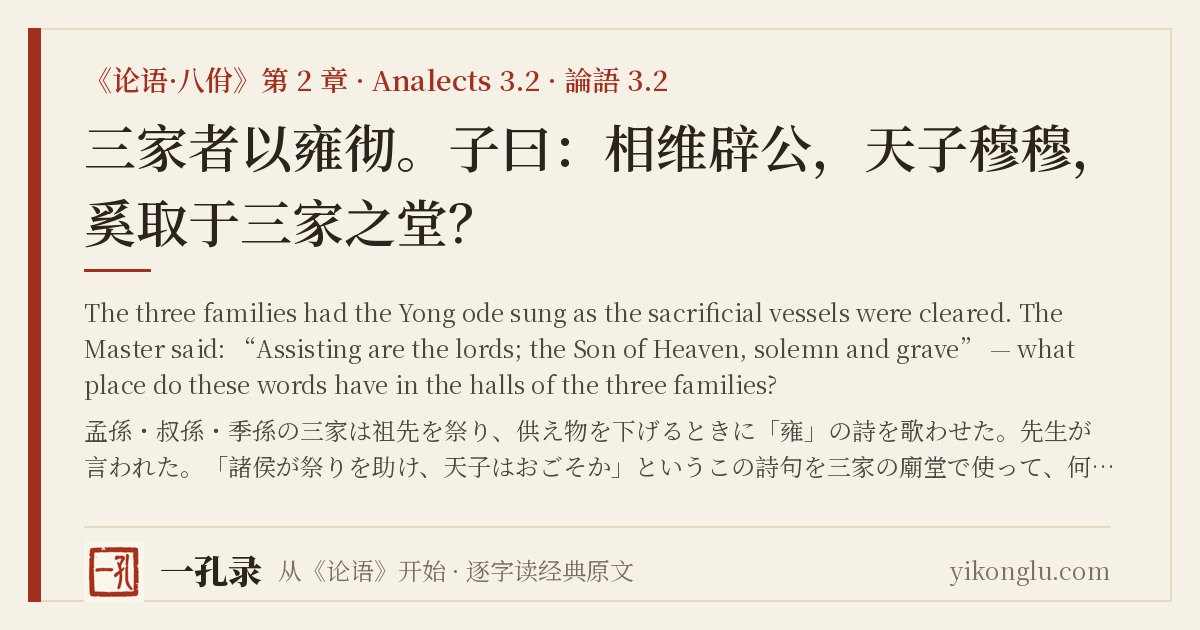 《论语·八佾》第 2 章 · Analects 3.2 · 論語 3.2
三家者以雍彻。子曰：相维辟公，天子穆穆，
奚取于三家之堂？
The three families had the Yong ode sung as the sacrificial vessels were cleared. The
Master said: “Assisting are the lords; the Son of Heaven, solemn and grave” — what
place do these words have in the halls of the three families?
孟孫・叔孫・季孫の三家は祖先を祭り、供え物を下げるときに「雍」の詩を歌わせた。先生が
言われた。「諸侯が祭りを助け、天子はおごそか」というこの詩句を三家の廟堂で使って、何…
一孔
一孔录 从《论语》开始 · 逐字读经典原文 yikonglu.com